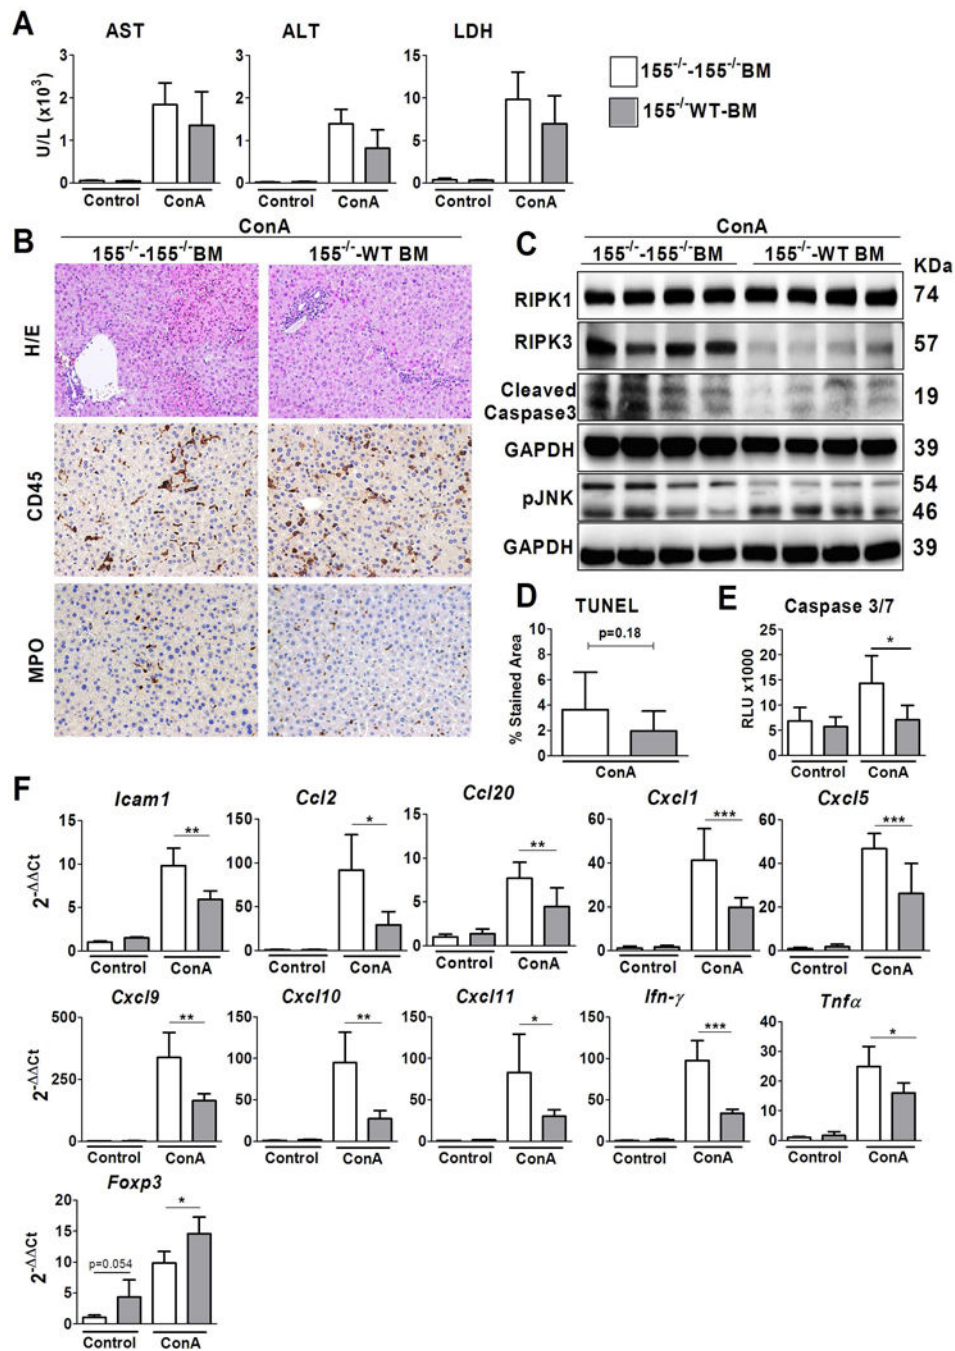 A
AST
ALT
LDH
U/L (x10³)
3
2
1
0
3
2
1
0
15
10
5
0
Control
ConA
Control
ConA
Control
ConA
155-/--155-/-BM
155-/-WT-BM
B
ConA
155-/--155-/-BM
155-/--WT BM
H/E
CD45
MPO
C
ConA
155-/--155-/-BM
155-/--WT BM
KDa
RIPK1
74
RIPK3
57
Cleaved
Caspase3
19
GAPDH
39
pJNK
54
46
GAPDH
39
D
TUNEL
% Stained Area
10
8
6
4
2
0
p=0.18
ConA
E
Caspase 3/7
RLU x1000
25
20
15
10
5
0
*
Control
ConA
F
Icam1
Ccl2
Ccl20
Cxcl1
Cxcl5
2-ΔΔCt
15
10
5
0
**
150
100
50
0
*
15
10
5
0
**
60
40
20
0
***
60
40
20
0
***
Control
ConA
Control
ConA
Control
ConA
Control
ConA
Control
ConA
Cxcl9
Cxcl10
Cxcl11
Ifn-γ
Tnfα
2-ΔΔCt
500
250
0
**
150
100
50
0
**
150
100
50
0
*
150
100
50
0
***
40
30
20
10
0
*
Control
ConA
Control
ConA
Control
ConA
Control
ConA
Control
ConA
Foxp3
2-ΔΔCt
20
15
10
5
0
p=0.054
*
Control
ConA